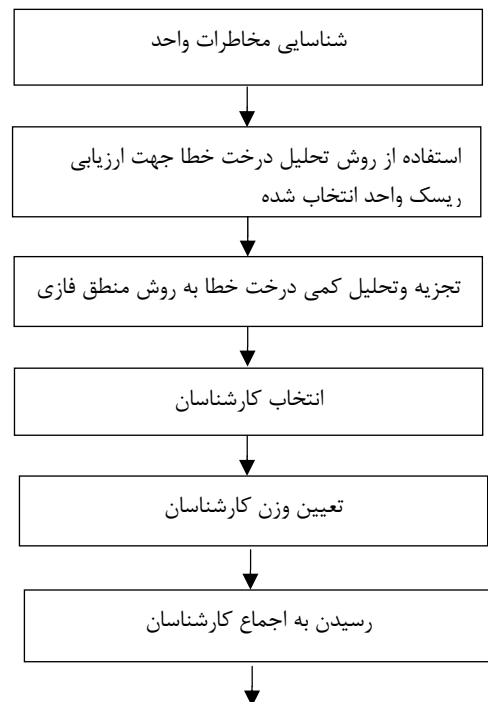 شناسایی مخاطرات واحد
استفاده از روش تحلیل درخت خطا جهت ارزیابی
ریسک واحد انتخاب شده
تجزیه وتحلیل کمی درخت خطا به روش منطق فازی
انتخاب کارشناسان
تعیین وزن کارشناسان
رسیدن به اجماع کارشناسان